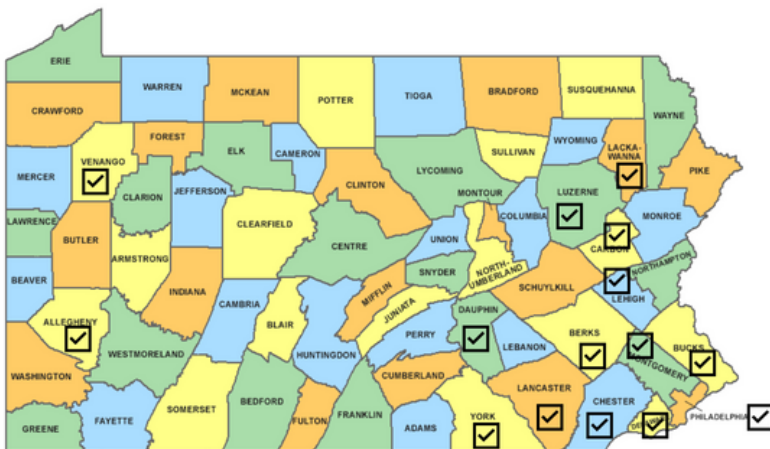 ERIE
WARREN
MCKEAN
POTTER
TIOGA
BRADFORD
SUSQUEHANNA
WAYNE
CRAWFORD
FOREST
ELK
CAMERON
SULLIVAN
WYOMING
LACKA-
WANNA
VENANGO
MERCER
CLARION
JEFFERSON
CLINTON
LYCOMING
PIKE
MONTOUR
COLUMBIA
LUZERNE
MONROE
LAWRENCE
BUTLER
CLEARFIELD
CENTRE
UNION
CARBON
ARMSTRONG
SNYDER
NORTH-
UMBERLAND
NORTHAMPTON
BEAVER
INDIANA
CAMBRIA
MIFFLIN
SCHUYLKILL
LEHIGH
ALLEGHENY
BLAIR
JUNIATA
DAUPHIN
WESTMORELAND
HUNTINGDON
PERRY
LEBANON
BERKS
BUCKS
WASHINGTON
CUMBERLAND
MONTGOMERY
SOMERSET
BEDFORD
LANCASTER
CHESTER
GREENE
FAYETTE
FULTON
FRANKLIN
ADAMS
YORK
DELAWARE
PHILADELPHIA